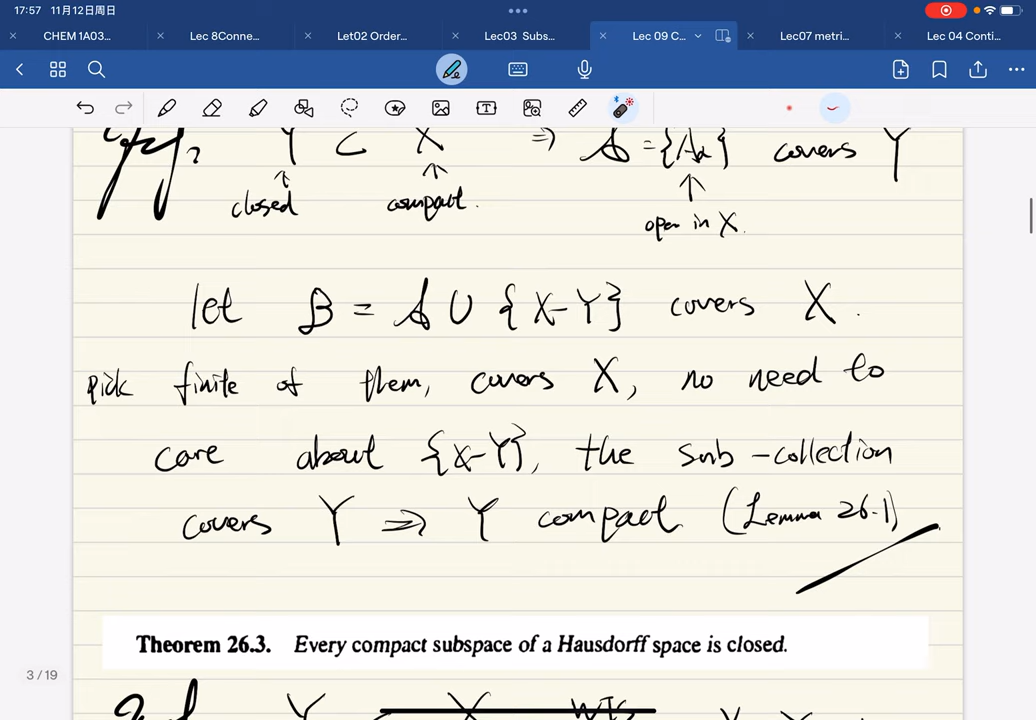 17:57 11月12日周日
CHEM 1A03... Lec 8Conne... Let02 Order... Lec03 Subs... Lec 09 C... Lec07 metri... Lec 04 Conti...
Y ⊂ X ⇒ 𝒜 = {Aα} covers Y
closed compact. open in X.
let ℬ = 𝒜 ∪ {X-Y} covers X.
pick finite of them, covers X, no need to
care about {X-Y}, the sub-collection
covers Y ⇒ Y compact (Lemma 26.1)
Theorem 26.3. Every compact subspace of a Hausdorff space is closed.
3 / 19